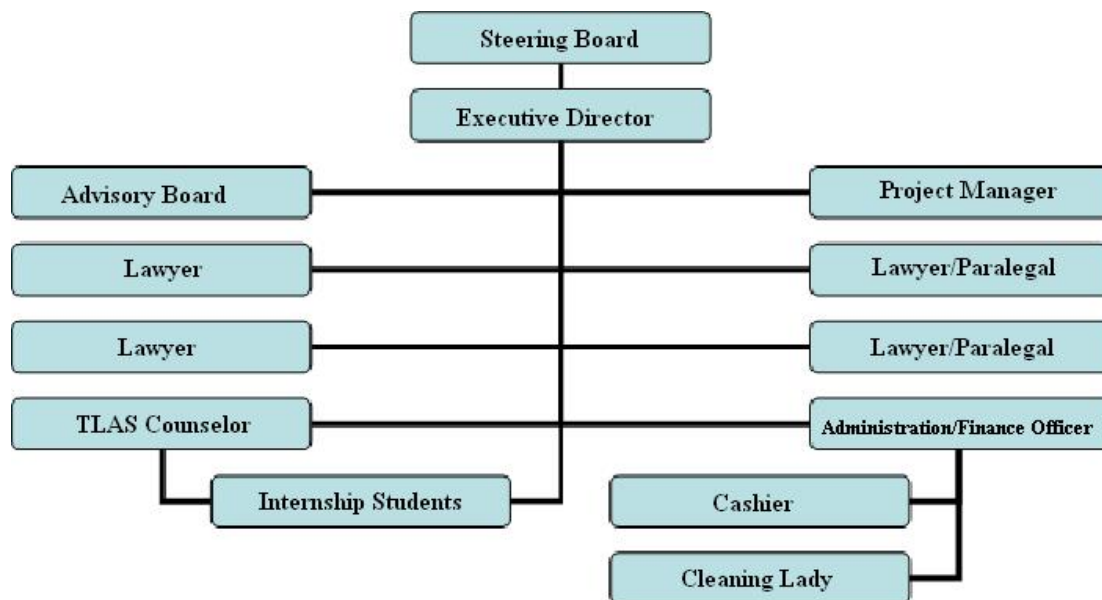 Steering Board
Executive Director
Advisory Board
Project Manager
Lawyer
Lawyer/Paralegal
Lawyer
Lawyer/Paralegal
TLAS Counselor
Administration/Finance Officer
Internship Students
Cashier
Cleaning Lady